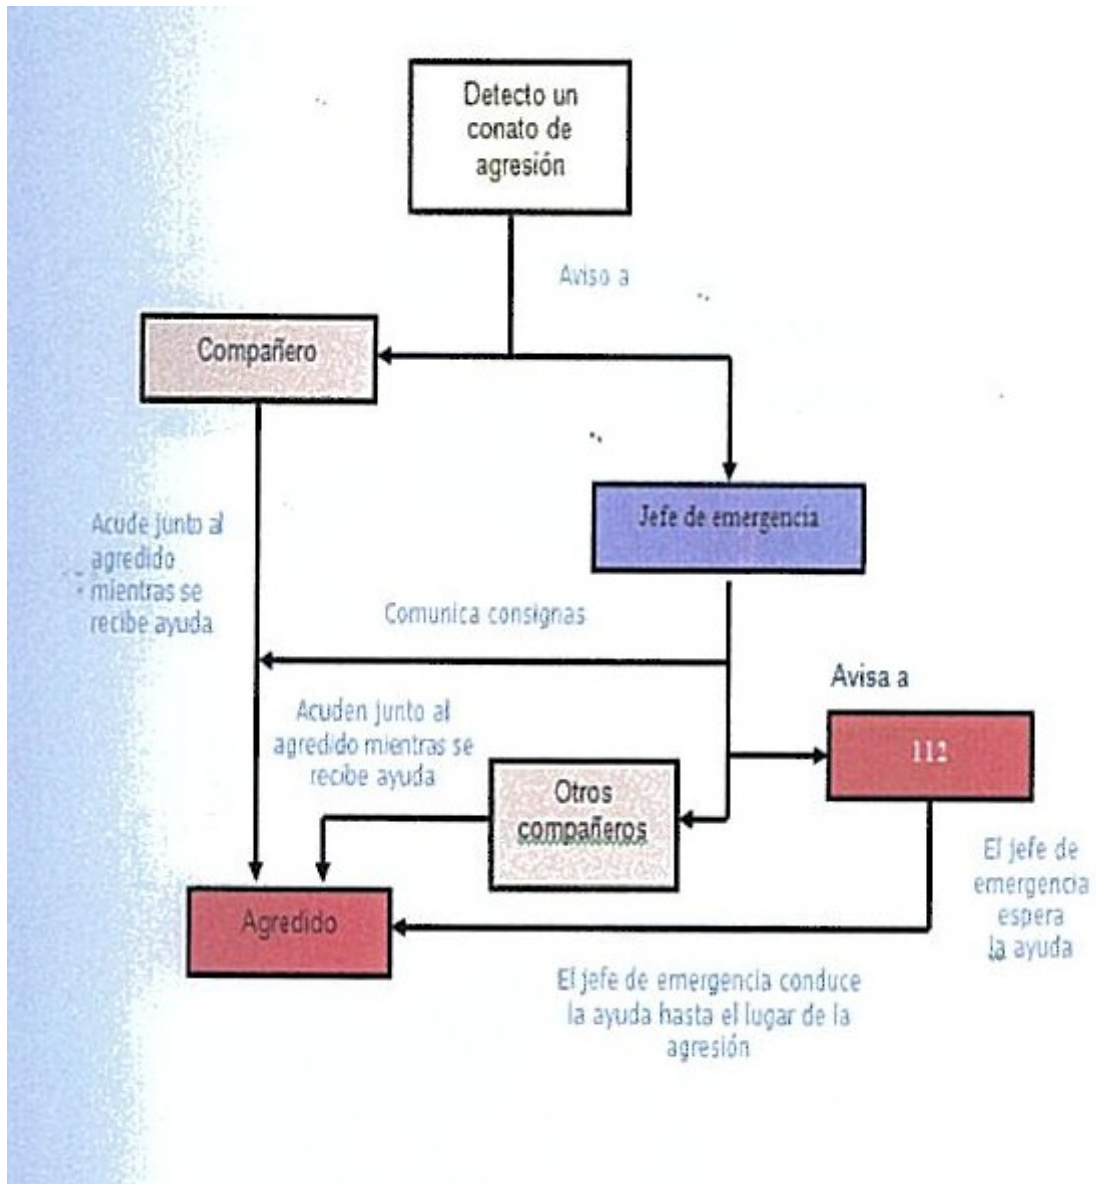 Detecto un
conato de
agresión
Aviso a
Compañero
Jefe de emergencia
Acude junto al
agredido
mientras se
recibe ayuda
Comunica consignas
Avisa a
112
Acuden junto al
agredido mientras se
recibe ayuda
Otros
compañeros
El jefe de
emergencia
espera
la ayuda
Agredido
El jefe de emergencia conduce
la ayuda hasta el lugar de la
agresión